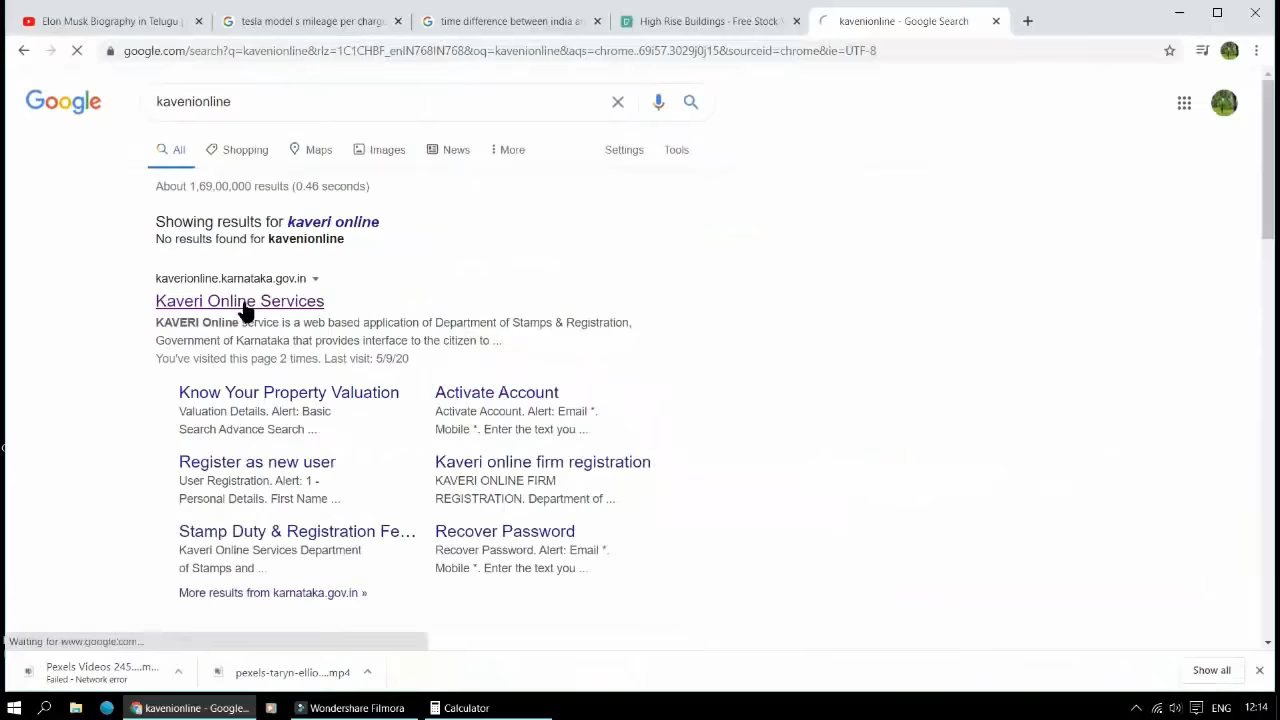 Elon Musk Biography in Telugu |
tesla model s mileage per charg
time difference between india an
High Rise Buildings - Free Stock V
kavenionline - Google Search
google.com/search?q=kavenionline&rlz=1C1CHBF_enIN768IN768&oq=kavenionline&aqs=chrome..69i57.3029j0j15&sourceid=chrome&ie=UTF-8
Google
kavenionline
All
Shopping
Maps
Images
News
More
Settings
Tools
About 1,69,00,000 results (0.46 seconds)
Showing results for kaveri online
No results found for kavenionline
kaverionline.karnataka.gov.in
Kaveri Online Services
KAVERI Online service is a web based application of Department of Stamps & Registration,
Government of Karnataka that provides interface to the citizen to ...
You've visited this page 2 times. Last visit: 5/9/20
Know Your Property Valuation
Valuation Details. Alert: Basic
Search Advance Search ...
Activate Account
Activate Account. Alert: Email *.
Mobile *. Enter the text you ...
Register as new user
User Registration. Alert: 1 -
Personal Details. First Name ...
Kaveri online firm registration
KAVERI ONLINE FIRM
REGISTRATION. Department of ...
Stamp Duty & Registration Fe...
Kaveri Online Services Department
of Stamps and ...
Recover Password
Recover Password. Alert: Email *.
Mobile *. Enter the text you ...
More results from karnataka.gov.in »
Waiting for www.google.com...
Pexels Videos 245....m...
Failed - Network error
pexels-taryn-ellio....mp4
Show all
kavenionline - Google...
Wondershare Filmora
Calculator
ENG
12:14